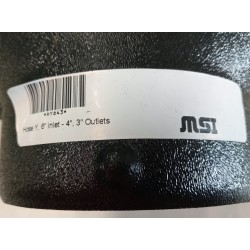 Hose Y, 6" Inlet - 4", 3" Outlets
MSI